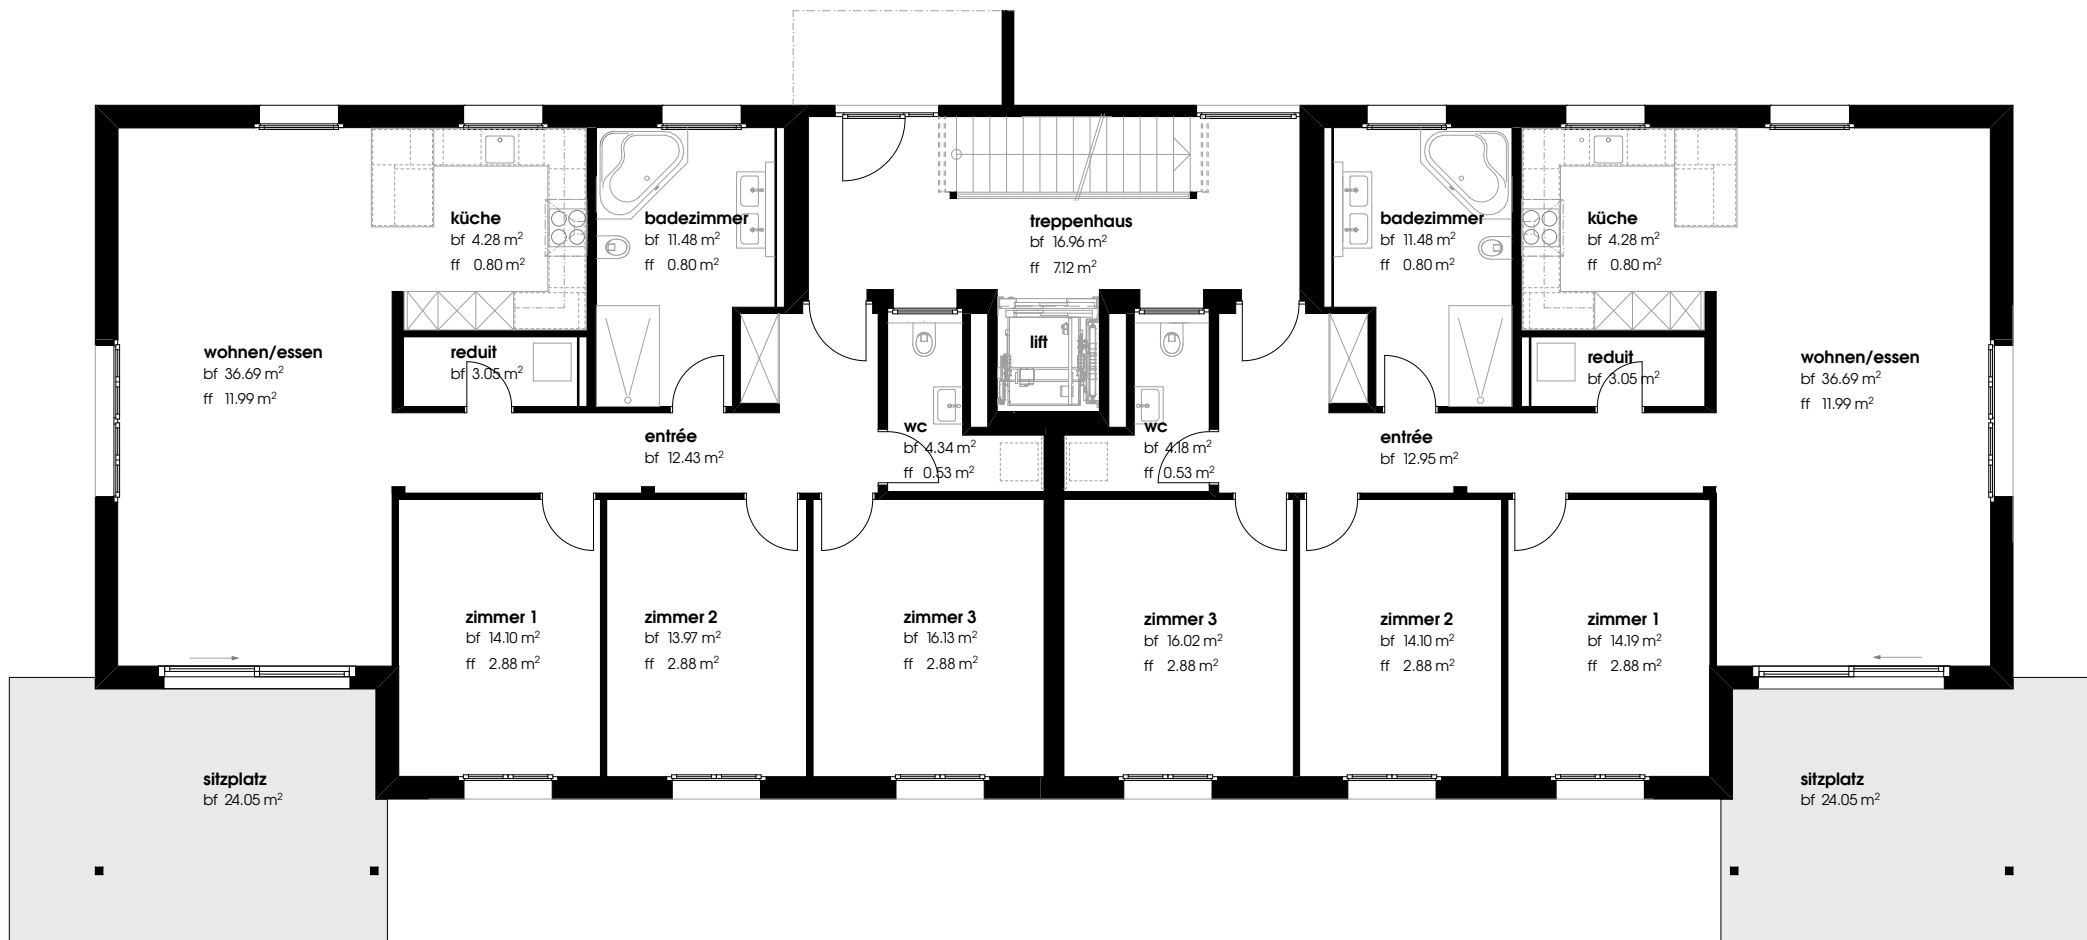 küche
bf 4.28 m²
ff 0.80 m²
badezimmer
bf 11.48 m²
ff 0.80 m²
treppenhaus
bf 16.96 m²
ff 7.12 m²
badezimmer
bf 11.48 m²
ff 0.80 m²
küche
bf 4.28 m²
ff 0.80 m²
wohnen/essen
bf 36.69 m²
ff 11.99 m²
reduit
bf 3.05 m²
lift
reduit
bf 3.05 m²
wohnen/essen
bf 36.69 m²
ff 11.99 m²
entrée
bf 12.43 m²
wc
bf 4.34 m²
ff 0.53 m²
wc
bf 4.18 m²
ff 0.53 m²
entrée
bf 12.95 m²
zimmer 1
bf 14.10 m²
ff 2.88 m²
zimmer 2
bf 13.97 m²
ff 2.88 m²
zimmer 3
bf 16.13 m²
ff 2.88 m²
zimmer 3
bf 16.02 m²
ff 2.88 m²
zimmer 2
bf 14.10 m²
ff 2.88 m²
zimmer 1
bf 14.19 m²
ff 2.88 m²
sitzplatz
bf 24.05 m²
sitzplatz
bf 24.05 m²